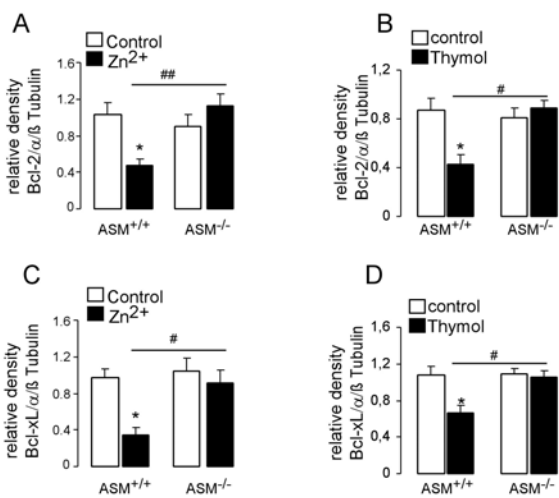 A
Control
Zn²⁺
##
1.2
0.8
0.4
0
relative density
Bcl-2/α/ß Tubulin
*
ASM⁺/⁺ ASM⁻/⁻
B
control
Thymol
#
1,2
0,8
0,4
0
relative density
Bcl-2/α/ß Tubulin
*
ASM⁺/⁺ ASM⁻/⁻
C
Control
Zn²⁺
#
1.6
1.2
0.8
0.4
0
relative density
Bcl-xL/α/ß Tubulin
*
ASM⁺/⁺ ASM⁻/⁻
D
control
Thymol
#
1,6
1,2
0,8
0,4
0
relative density
Bcl-xL/α/ß Tubulin
*
ASM⁺/⁺ ASM⁻/⁻